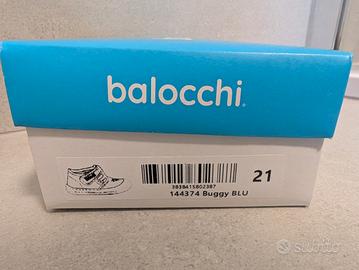 balocchi
3838415802387
144374 Buggy BLU
21
subito